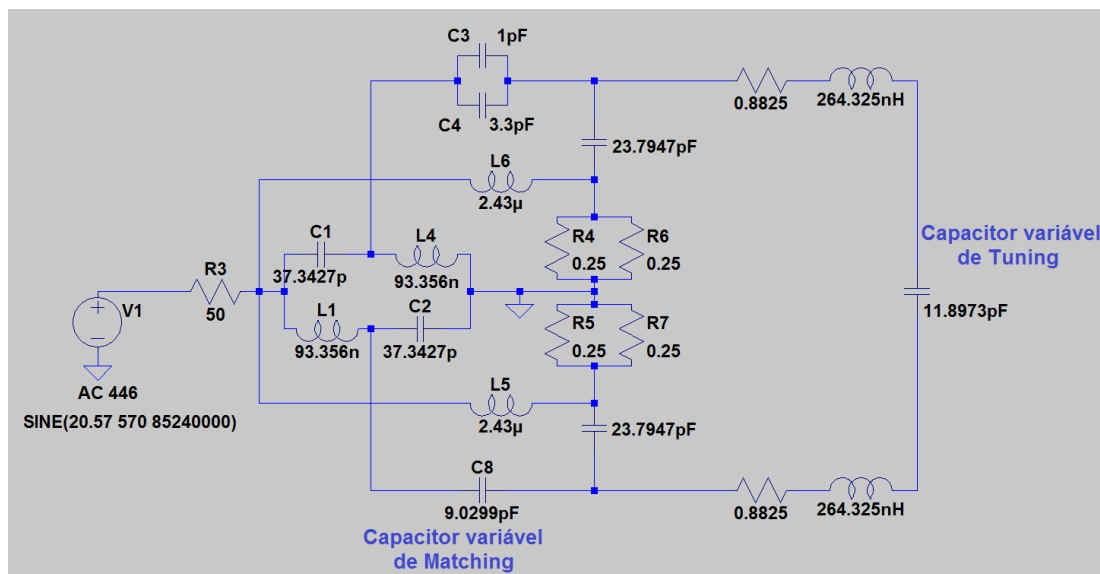 C3 1pF
C4 3.3pF
0.8825
264.325nH
23.7947pF
L6
2.43µ
C1
37.3427p
L4
93.356n
R4
0.25
R6
0.25
Capacitor variável
de Tuning
11.8973pF
R3
50
V1
L1
93.356n
C2
37.3427p
R5
0.25
R7
0.25
AC 446
SINE(20.57 570 85240000)
L5
2.43µ
23.7947pF
C8
9.0299pF
0.8825
264.325nH
Capacitor variável
de Matching